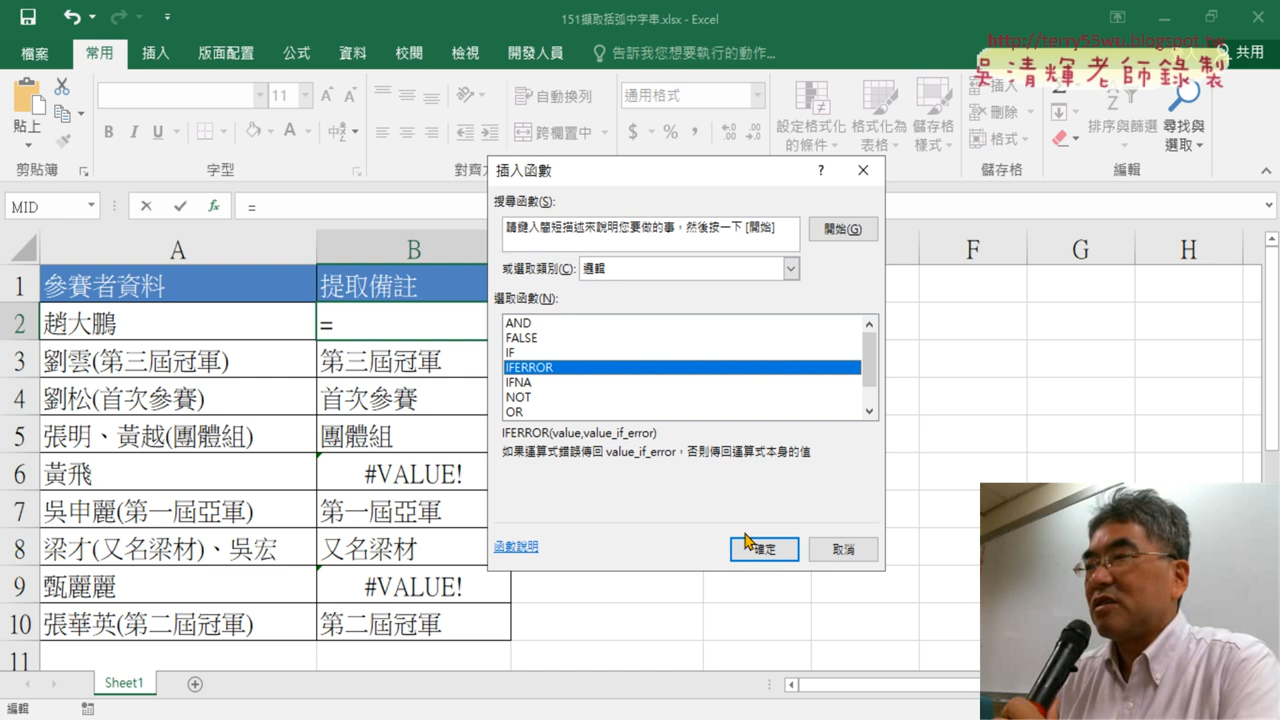 151擷取括弧中字串.xlsx - Excel
檔案 常用 插入 版面配置 公式 資料 校閱 檢視 開發人員 告訴我您想要執行的動作... 共用
http://terry55wu.blogspot.tw
吳清輝老師錄製
貼上
剪貼簿
11
B I U
中
字型
自動換列
跨欄置中
對齊方
通用格式
$ % ,
設定格式化的條件
格式化為表格
儲存格樣式
插入
刪除
格式
儲存格
排序與篩選
尋找與選取
編輯
MID
fx
=
A B F G H
1 參賽者資料 提取備註
2 趙大鵬 =
3 劉雲(第三屆冠軍) 第三屆冠軍
4 劉松(首次參賽) 首次參賽
5 張明、黃越(團體組) 團體組
6 黃飛 #VALUE!
7 吳申麗(第一屆亞軍) 第一屆亞軍
8 梁才(又名梁材)、吳宏 又名梁材
9 甄麗麗 #VALUE!
10 張華英(第二屆冠軍) 第二屆冠軍
11
插入函數 ?
搜尋函數(S):
請鍵入簡短描述來說明您要做的事，然後按一下 [開始]
開始(G)
或選取類別(C): 邏輯
選取函數(N):
AND
FALSE
IF
IFERROR
IFNA
NOT
OR
IFERROR(value,value_if_error)
如果運算式錯誤傳回 value_if_error，否則傳回運算式本身的值
函數說明
確定
取消
Sheet1
編輯